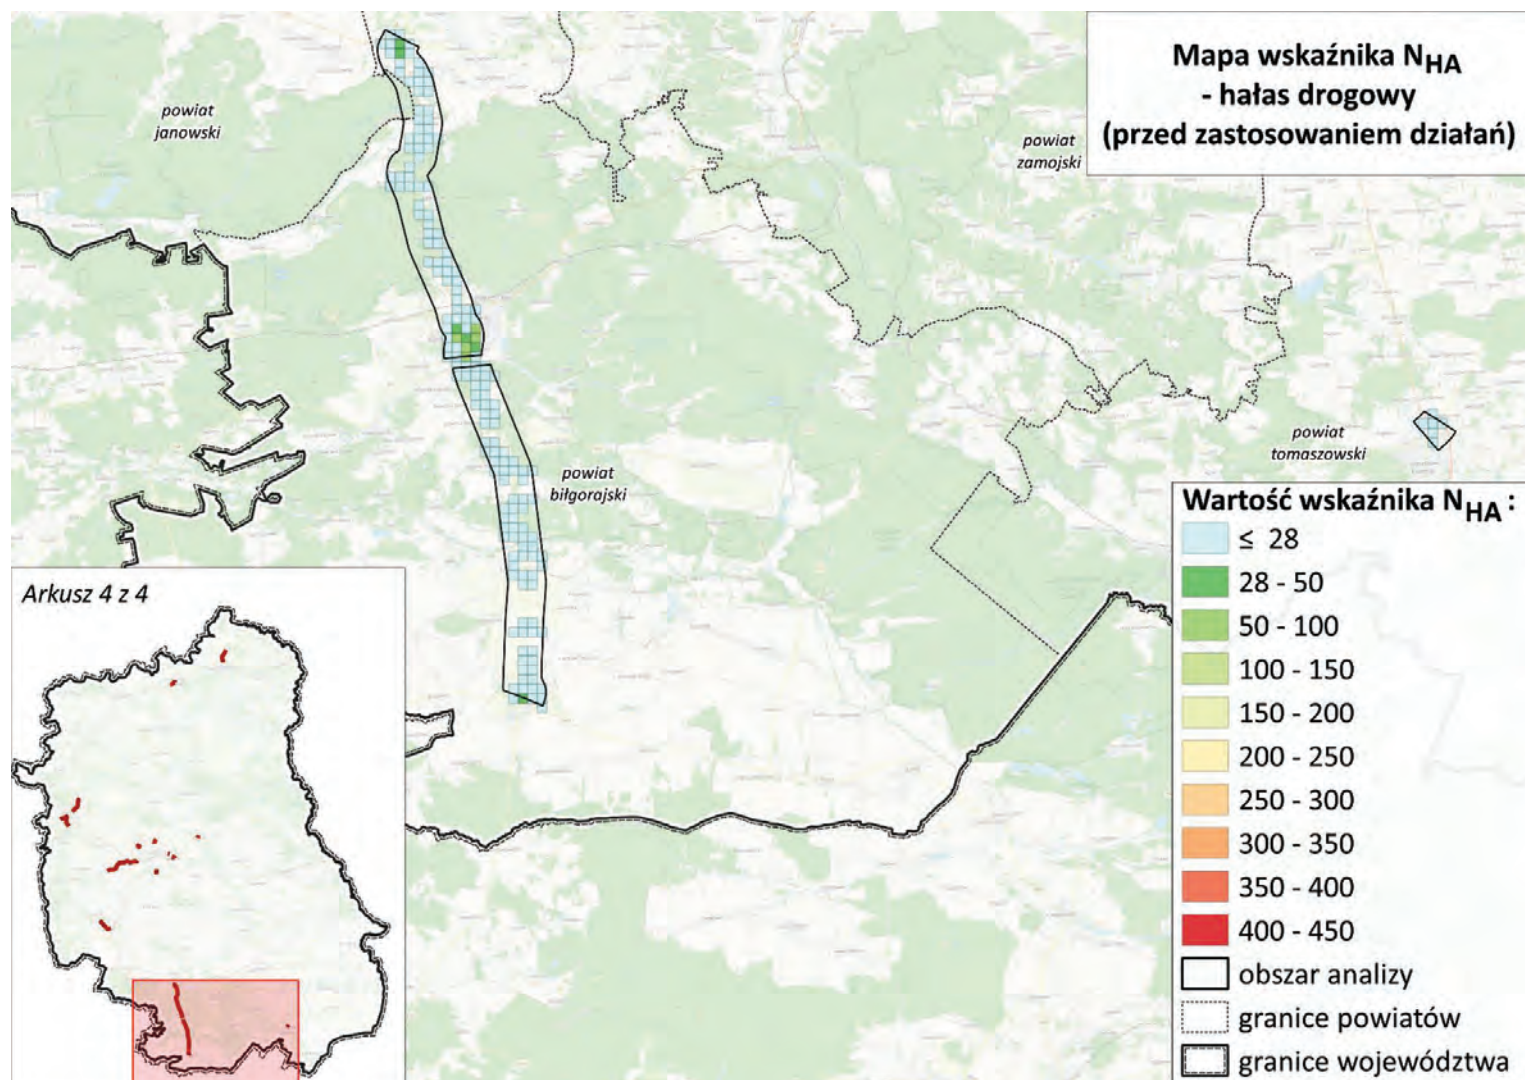 Mapa wskaźnika NHA
- hałas drogowy
(przed zastosowaniem działań)
powiat
janowski
powiat
zamojski
powiat
tomaszowski
powiat
biłgorajski
Wartość wskaźnika NHA :
≤ 28
28 - 50
50 - 100
100 - 150
150 - 200
200 - 250
250 - 300
300 - 350
350 - 400
400 - 450
obszar analizy
granice powiatów
granice województwa
Arkusz 4 z 4